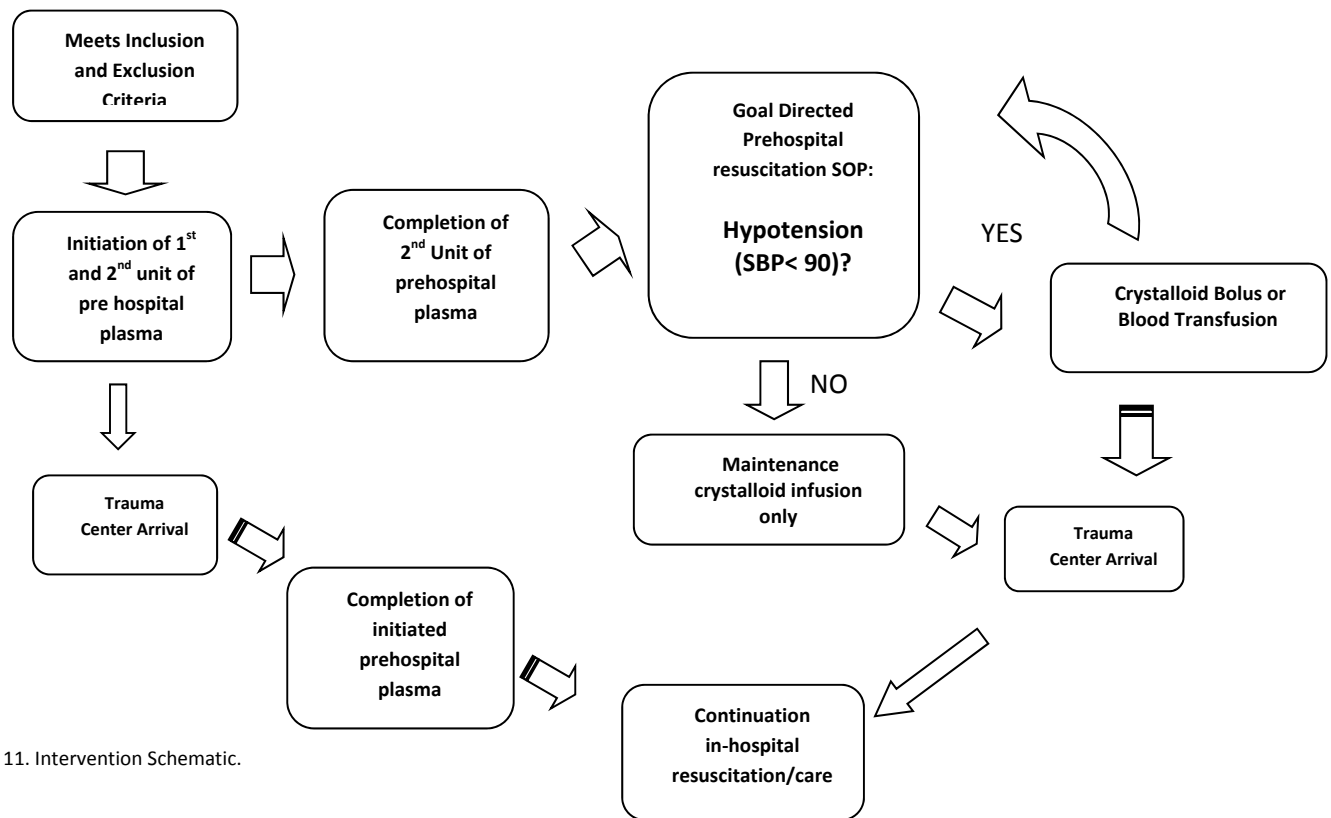 Meets Inclusion
and Exclusion
Criteria
Initiation of 1st
and 2nd unit of
pre hospital
plasma
Completion of
2nd Unit of
prehospital
plasma
Goal Directed
Prehospital
resuscitation SOP:
Hypotension
(SBP< 90)?
YES
Crystalloid Bolus or
Blood Transfusion
NO
Maintenance
crystalloid infusion
only
Trauma
Center Arrival
Trauma
Center Arrival
Completion of
initiated
prehospital
plasma
Continuation
in-hospital
resuscitation/care
11. Intervention Schematic.